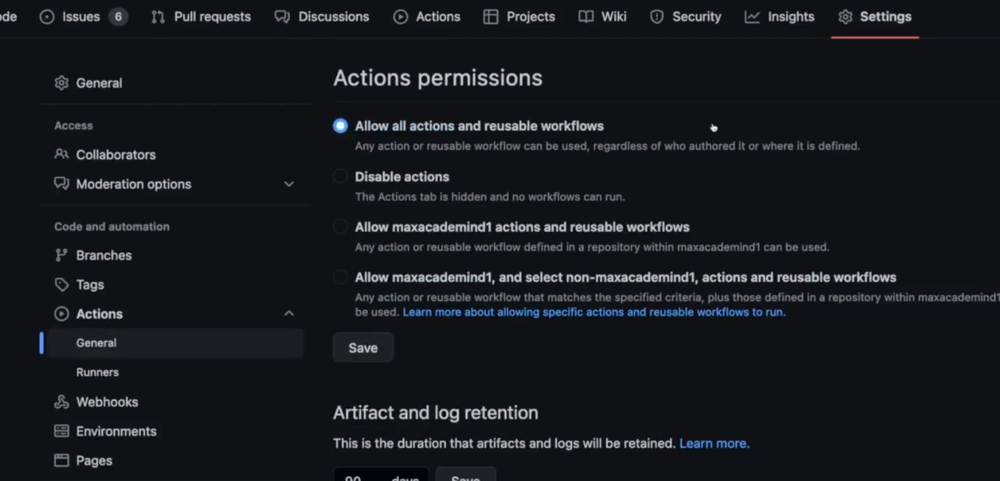 Issues 6 Pull requests Discussions Actions Projects Wiki Security Insights Settings
General
Access
Collaborators
Moderation options
Code and automation
Branches
Tags
Actions
General
Runners
Webhooks
Environments
Pages
Actions permissions
Allow all actions and reusable workflows
Any action or reusable workflow can be used, regardless of who authored it or where it is defined.
Disable actions
The Actions tab is hidden and no workflows can run.
Allow maxacademind1 actions and reusable workflows
Any action or reusable workflow defined in a repository within maxacademind1 can be used.
Allow maxacademind1, and select non-maxacademind1, actions and reusable workflows
Any action or reusable workflow that matches the specified criteria, plus those defined in a repository within maxacademind1
be used. Learn more about allowing specific actions and reusable workflows to run.
Save
Artifact and log retention
This is the duration that artifacts and logs will be retained. Learn more.
90 days Save